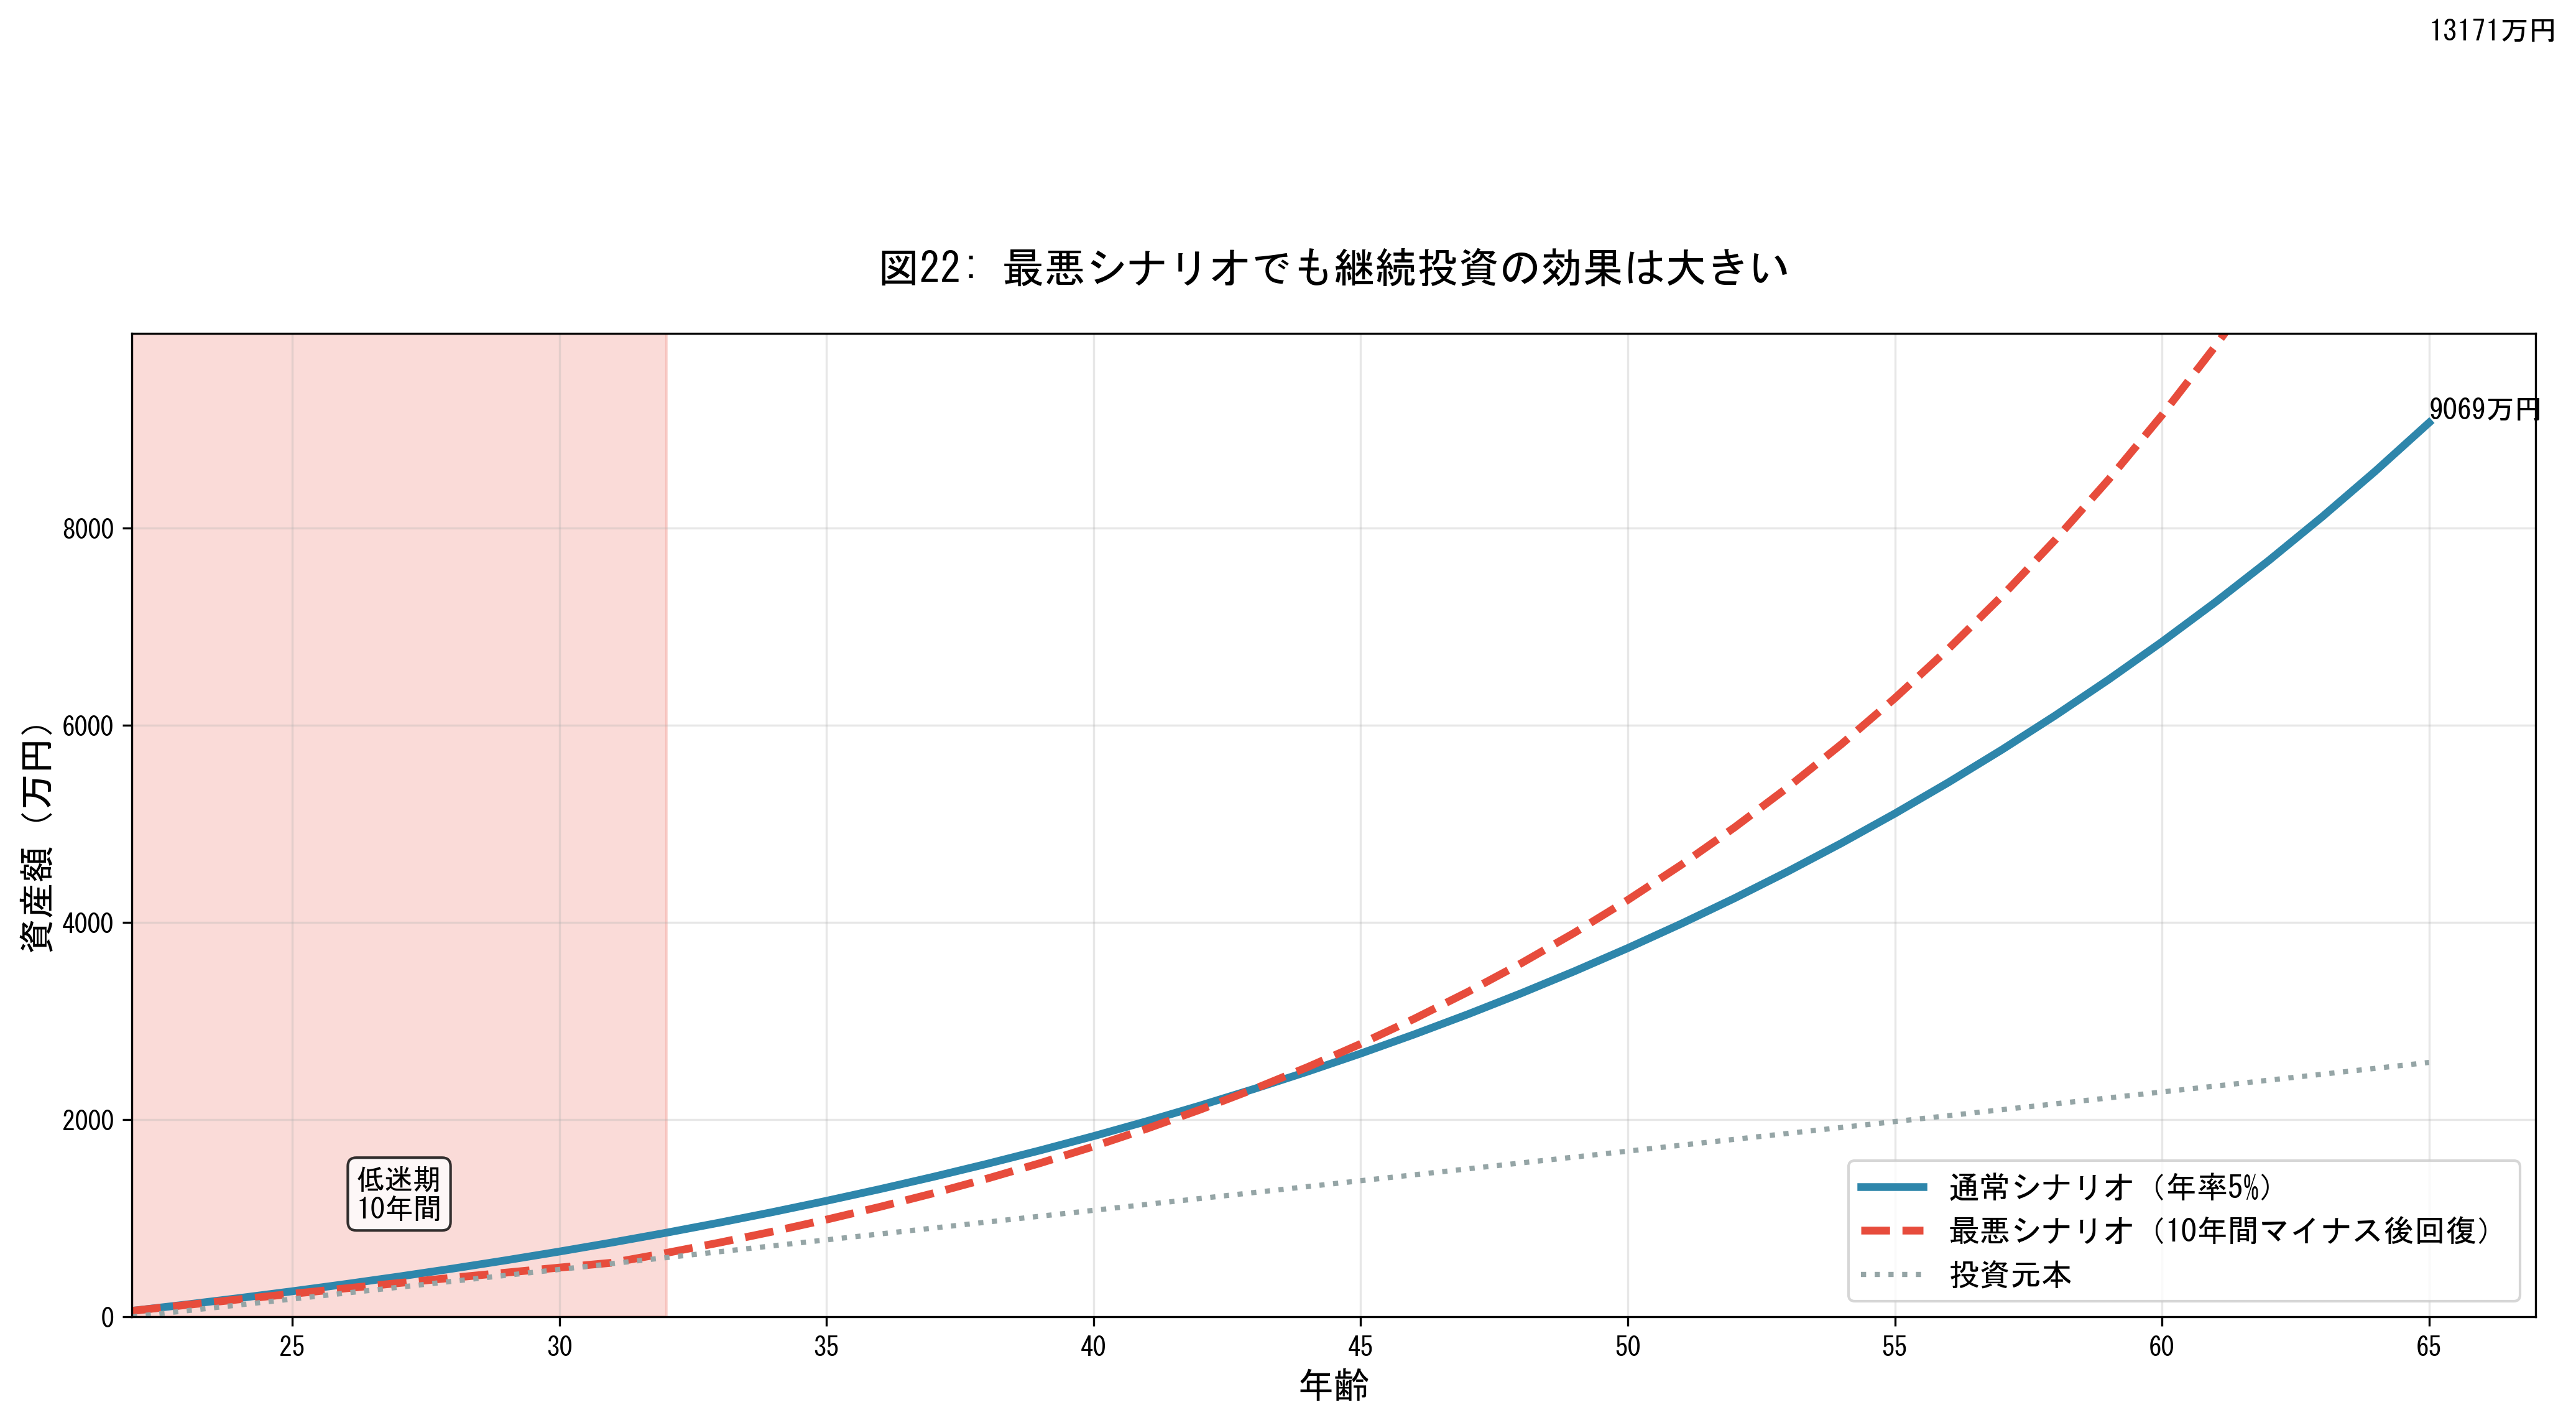 13171万円
図22: 最悪シナリオでも継続投資の効果は大きい
9069万円
資産額 (万円)
8000
6000
4000
2000
0
低迷期
10年間
通常シナリオ (年率5%)
最悪シナリオ (10年間マイナス後回復)
投資元本
25 30 35 40 45 50 55 60 65
年齢